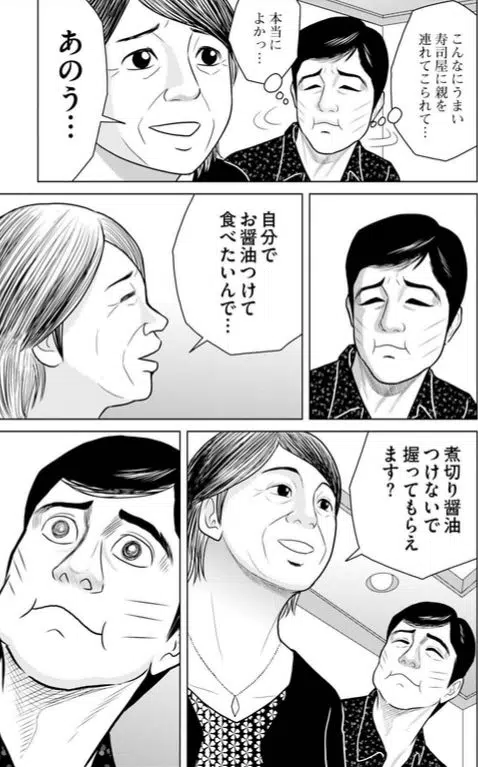 こんなにうまい
寿司屋に親を
連れてこられて…
本当に
よかっ…
あのう…
自分で
お醤油つけて
食べたいんで…
煮切り醤油
つけないで
握ってもらえ
ます?